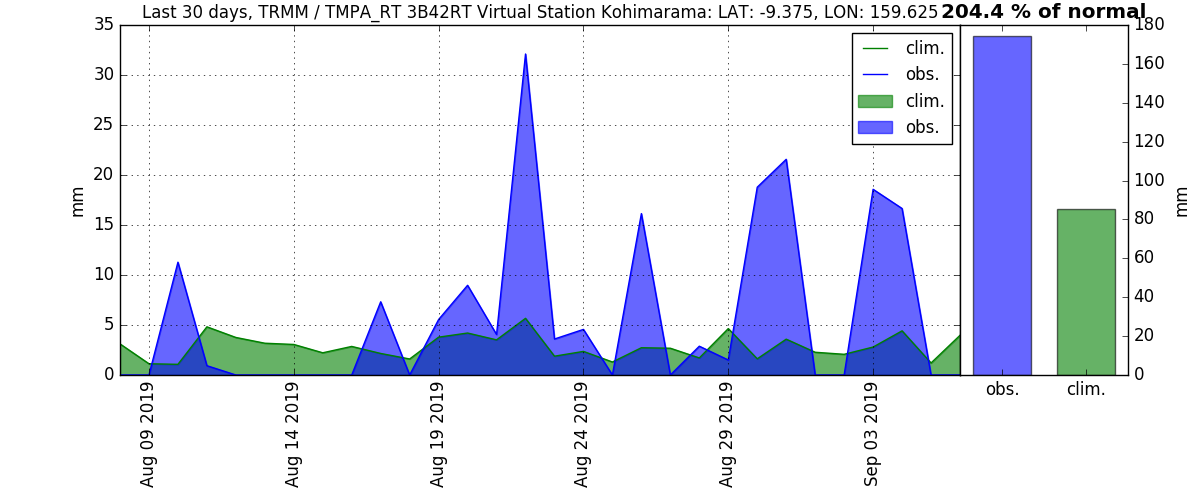 Last 30 days, TRMM / TMPA_RT 3B42RT Virtual Station Kohimarama: LAT: -9.375, LON: 159.625
204.4 % of normal
35
30
25
20
15
10
5
0
mm
clim.
obs.
clim.
obs.
180
160
140
120
100
80
60
40
20
0
mm
Aug 09 2019
Aug 14 2019
Aug 19 2019
Aug 24 2019
Aug 29 2019
Sep 03 2019
obs.
clim.